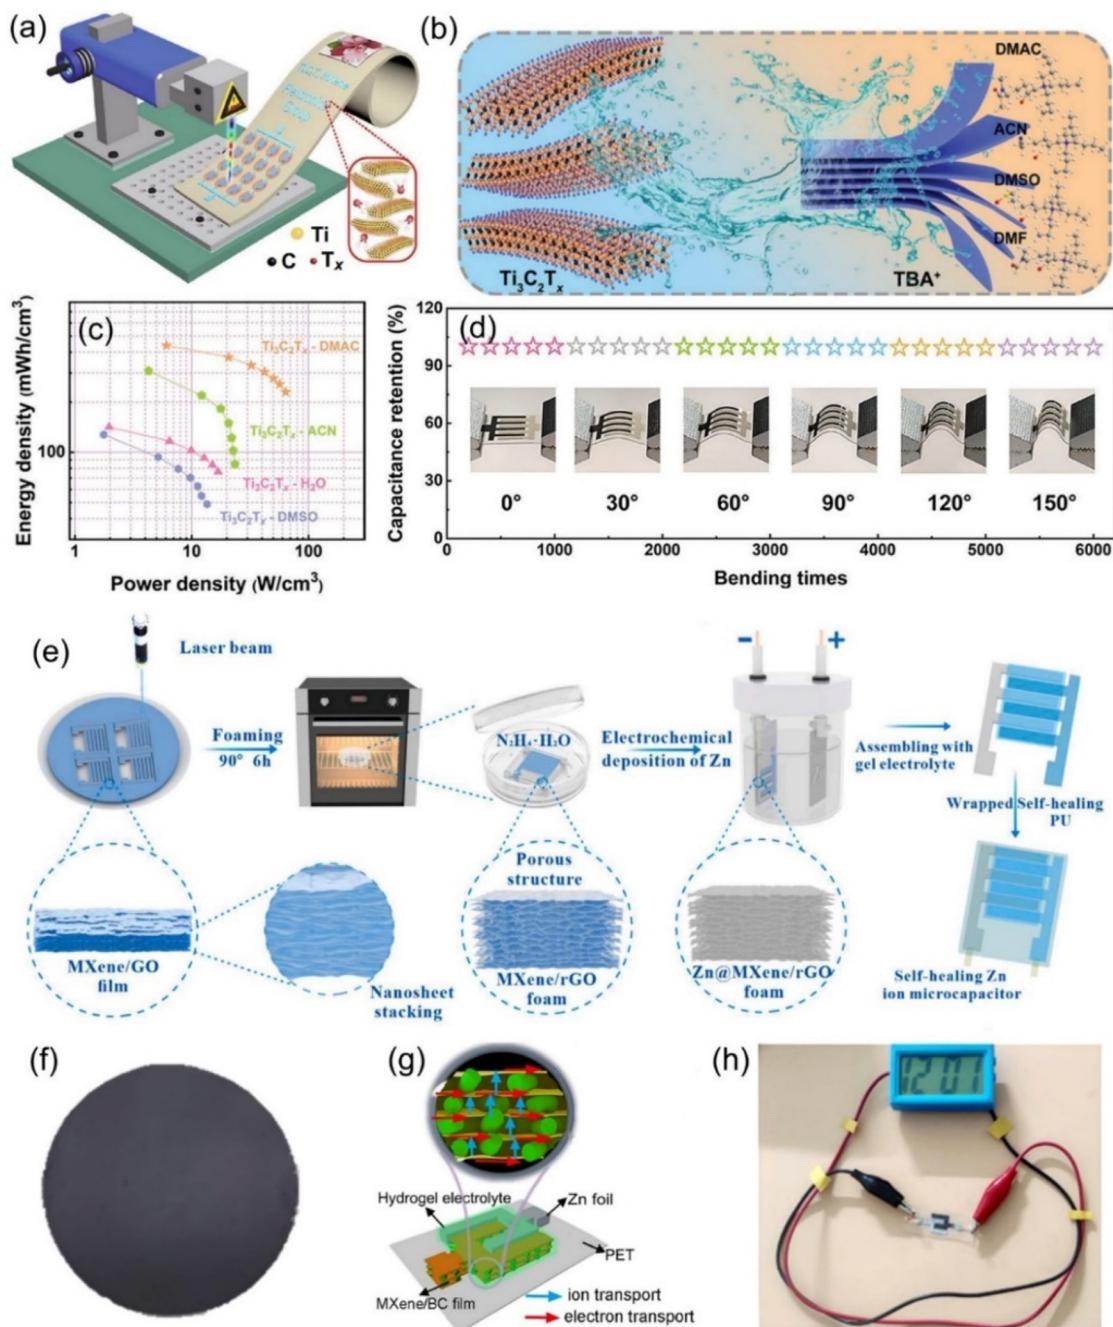 (a)
Ti
C
Tx
(b)
DMAC
ACN
DMSO
DMF
Ti3C2Tx
TBA+
(c)
Energy density (mWh/cm3)
100
Ti3C2Tx - DMAC
Ti3C2Tx - ACN
Ti3C2Tx - H2O
Ti3C2Tx - DMSO
1
10
100
Power density (W/cm3)
(d)
Capacitance retention (%)
120
90
60
30
0
0°
30°
60°
90°
120°
150°
0
1000
2000
3000
4000
5000
6000
Bending times
(e)
Laser beam
Foaming
90° 6h
N2H4·H2O
Electrochemical
deposition of Zn
- +
Assembling with
gel electrolyte
Wrapped Self-healing
PU
MXene/GO
film
Nanosheet
stacking
Porous
structure
MXene/rGO
foam
Zn@MXene/rGO
foam
Self-healing Zn
ion microcapacitor
(f)
(g)
Hydrogel electrolyte
Zn foil
PET
MXene/BC film
ion transport
electron transport
(h)
12:01